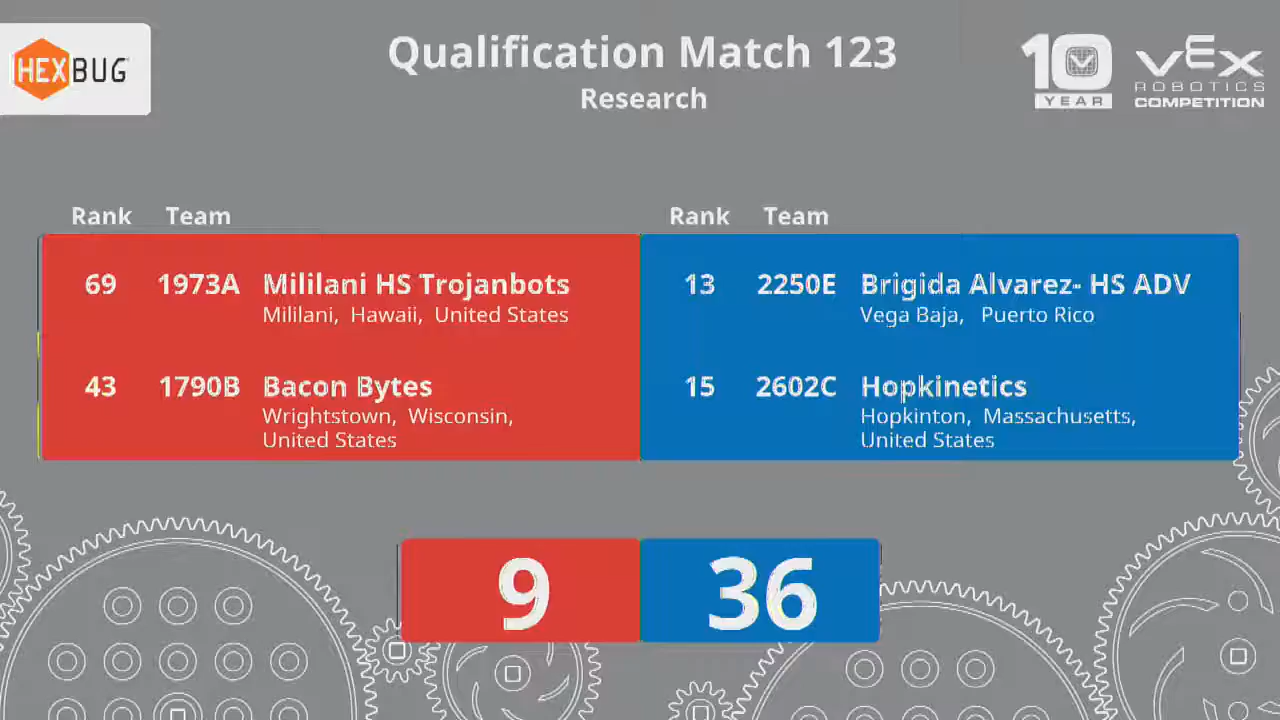 HEXBUG
Qualification Match 123
Research
10 YEAR
VEX ROBOTICS COMPETITION
Rank Team
69 1973A Mililani HS Trojanbots
Mililani, Hawaii, United States
43 1790B Bacon Bytes
Wrightstown, Wisconsin,
United States
Rank Team
13 2250E Brigida Alvarez- HS ADV
Vega Baja, Puerto Rico
15 2602C Hopkinetics
Hopkinton, Massachusetts,
United States
9
36